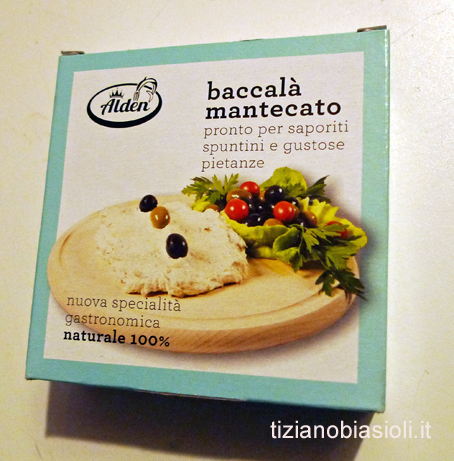 Alden
baccalà
mantecato
pronto per saporiti
spuntini e gustose
pietanze
nuova specialità
gastronomica
naturale 100%
tizianobiasioli.it